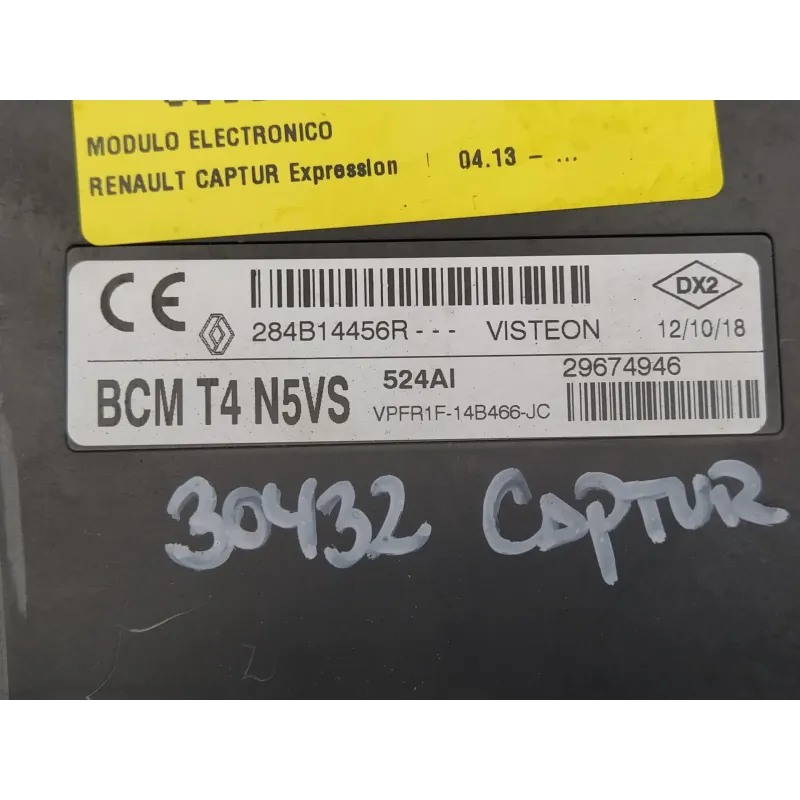 MODULO ELECTRONICO
RENAULT CAPTUR Expression 04.13 - ...
CE 284B14456R - - - VISTEON DX2 12/10/18
BCM T4 N5VS 524AI VPFR1F-14B466-JC 29674946
30432 CAPTUR